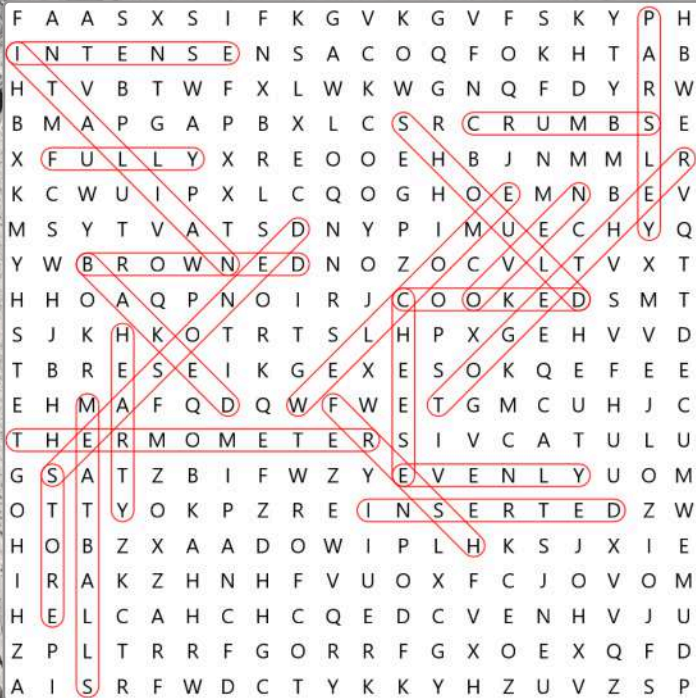 F A A S X S I F K G V K G V F S K Y P H
I N T E N S E N S A C O Q F O K H T A B
H T V B T W F X L W K W G N Q F D Y R W
B M A P G A P B X L C S R C R U M B S E
X F U L L Y X R E O O E H B J N M M L R
K C W U I P X L C Q O G H O E M N B E V
M S Y T V A T S D N Y P I M U E C H Y Q
Y W B R O W N E D N O Z O C V L T V X T
H H O A Q P N O I R J C O O K E D S M T
S J K H K O T R T S L H P X G E H V V D
T B R E S E I K G E X E S O K Q E F E E
E H M A F Q D Q W F W E T G M C U H J C
T H E R M O M E T E R S I V C A T U L U
G S A T Z B I F W Z Y E V E N L Y U O M
O T T Y O K P Z R E I N S E R T E D Z W
H O B Z X A A D O W I P L H K S J X I E
I R A K Z H N H F V U O X F C J O V O M
H E L C A H C H C Q E D C V E N H V J U
Z P L T R R F G O R R F G X O E X Q F D
A I S R F W D C T Y K K Y H Z U V Z S P